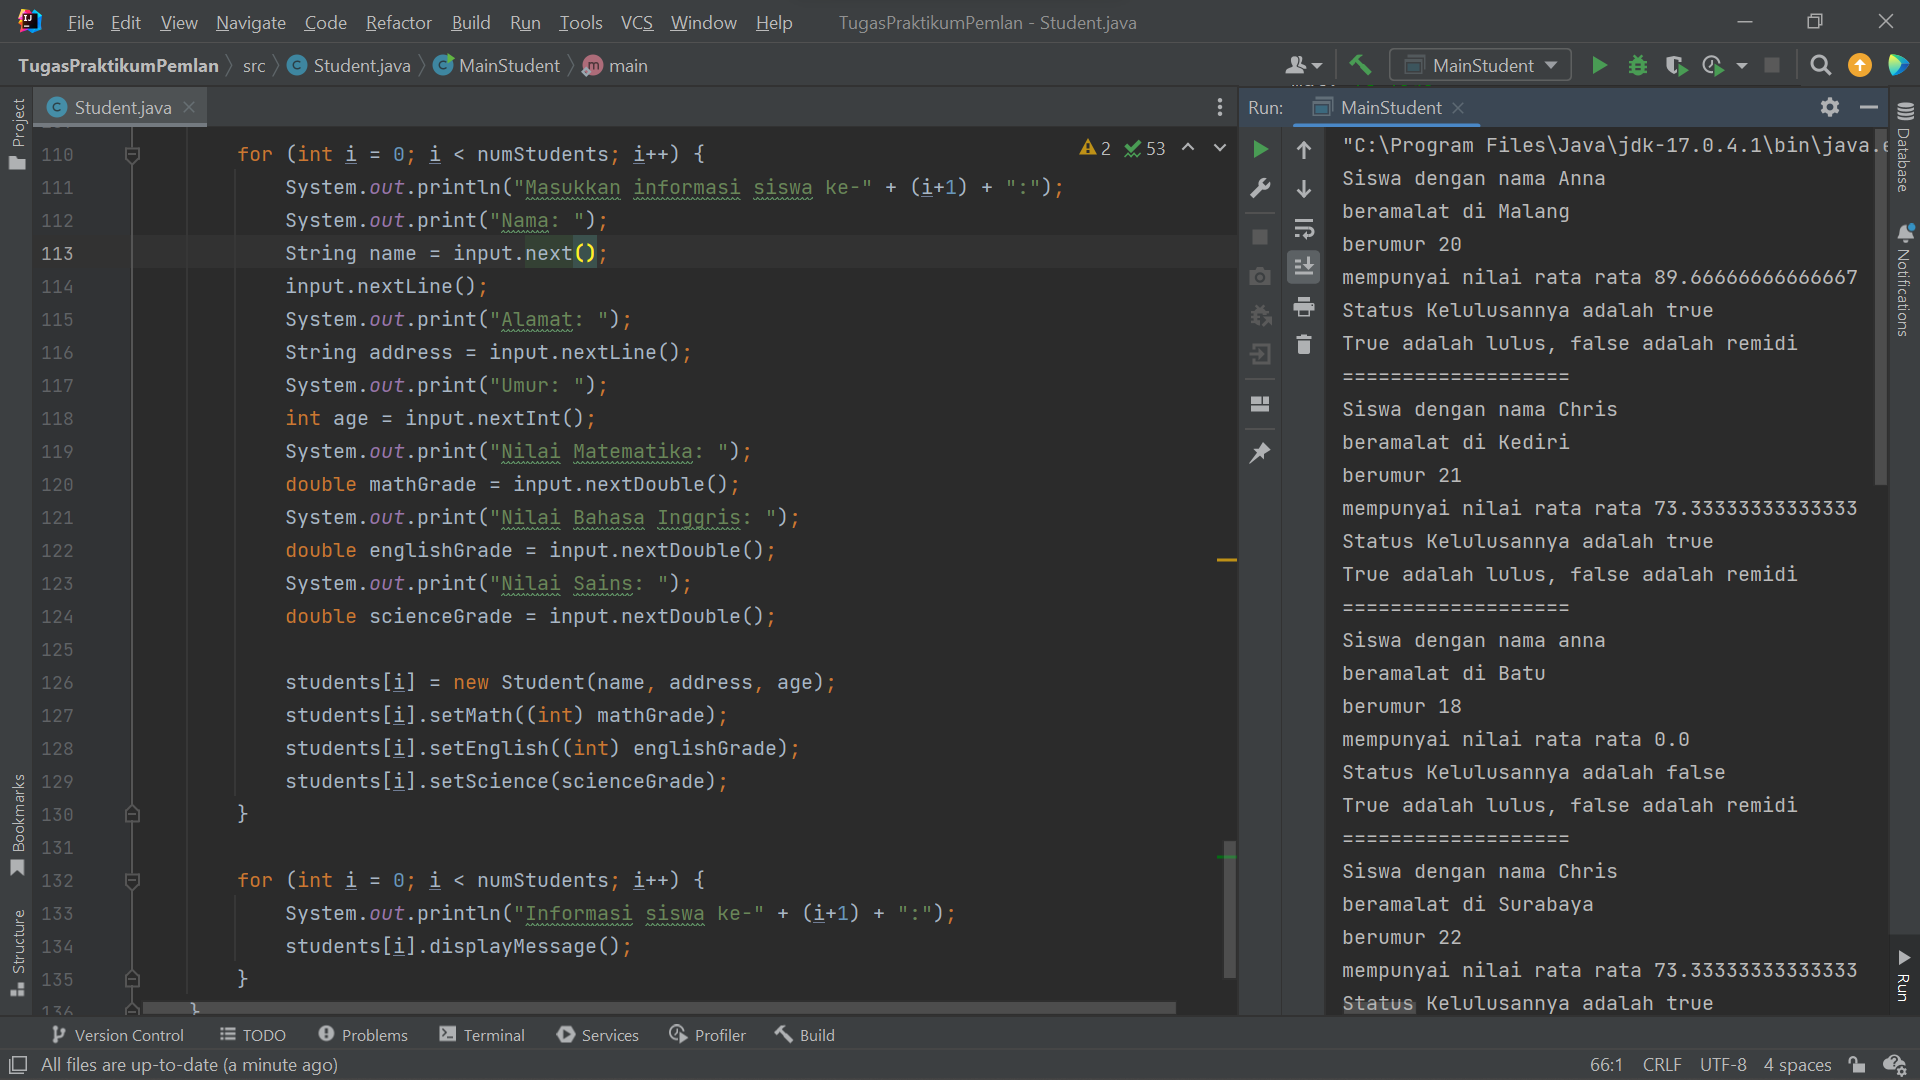 File Edit View Navigate Code Refactor Build Run Tools VCS Window Help TugasPraktikumPemlan - Student.java
TugasPraktikumPemlan src Student.java MainStudent main MainStudent
Project
Student.java
Run: MainStudent
110 for (int i = 0; i < numStudents; i++) {
111 System.out.println("Masukkan informasi siswa ke-" + (i+1) + ":");
112 System.out.print("Nama: ");
113 String name = input.next();
114 input.nextLine();
115 System.out.print("Alamat: ");
116 String address = input.nextLine();
117 System.out.print("Umur: ");
118 int age = input.nextInt();
119 System.out.print("Nilai Matematika: ");
120 double mathGrade = input.nextDouble();
121 System.out.print("Nilai Bahasa Inggris: ");
122 double englishGrade = input.nextDouble();
123 System.out.print("Nilai Sains: ");
124 double scienceGrade = input.nextDouble();
125
126 students[i] = new Student(name, address, age);
127 students[i].setMath((int) mathGrade);
128 students[i].setEnglish((int) englishGrade);
129 students[i].setScience(scienceGrade);
130 }
131
132 for (int i = 0; i < numStudents; i++) {
133 System.out.println("Informasi siswa ke-" + (i+1) + ":");
134 students[i].displayMessage();
135 }
136 }
2 53
"C:\Program Files\Java\jdk-17.0.4.1\bin\java.e
Siswa dengan nama Anna
beramalat di Malang
berumur 20
mempunyai nilai rata rata 89.66666666666667
Status Kelulusannya adalah true
True adalah lulus, false adalah remidi
===================
Siswa dengan nama Chris
beramalat di Kediri
berumur 21
mempunyai nilai rata rata 73.33333333333333
Status Kelulusannya adalah true
True adalah lulus, false adalah remidi
===================
Siswa dengan nama anna
beramalat di Batu
berumur 18
mempunyai nilai rata rata 0.0
Status Kelulusannya adalah false
True adalah lulus, false adalah remidi
===================
Siswa dengan nama Chris
beramalat di Surabaya
berumur 22
mempunyai nilai rata rata 73.33333333333333
Status Kelulusannya adalah true
Database
Notifications
Run
Bookmarks
Structure
Version Control TODO Problems Terminal Services Profiler Build
All files are up-to-date (a minute ago) 66:1 CRLF UTF-8 4 spaces